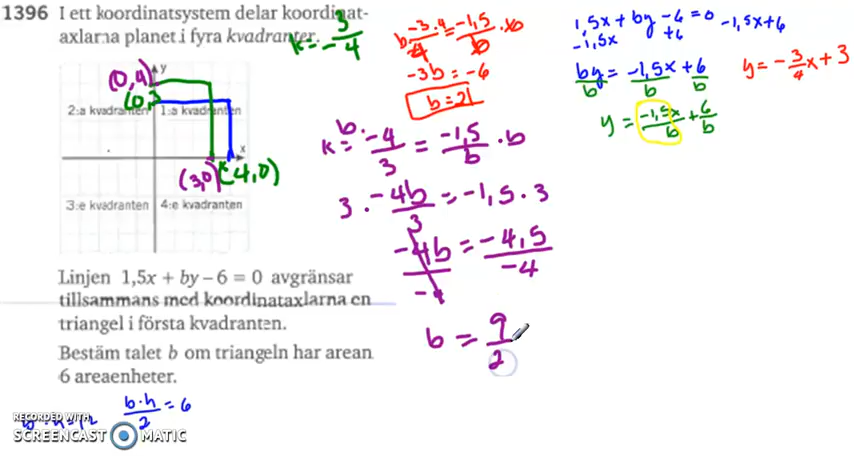 1396 I ett koordinatsystem delar koordinat-
axlarna planet i fyra kvadranter.
k = -3/4
(0,4)
(0,3
y
2:a kvadranten
1:a kvadranten
x
(3,0)
(4,0)
3:e kvadranten
4:e kvadranten
Linjen 1,5x + by − 6 = 0 avgränsar
tillsammans med koordinataxlarna en
triangel i första kvadranten.
Bestäm talet b om triangeln har arean
6 areaenheter.
b·h/2 = 6
RECORDED WITH
SCREENCAST MATIC
b -3·4/4 = -1,5/b ·xb
-3b = -6
b = 2
k = b· -4/3 = -1,5/b · b
3 · -4b/3 = -1,5 · 3
-4b/-4 = -4,5/-4
b = 9/2
1,5x + by - 6 = 0
-1,5x +6
-1,5x + 6
by/b = -1,5x/b + 6/b
y = -1,5x/b + 6/b
y = -3/4x + 3